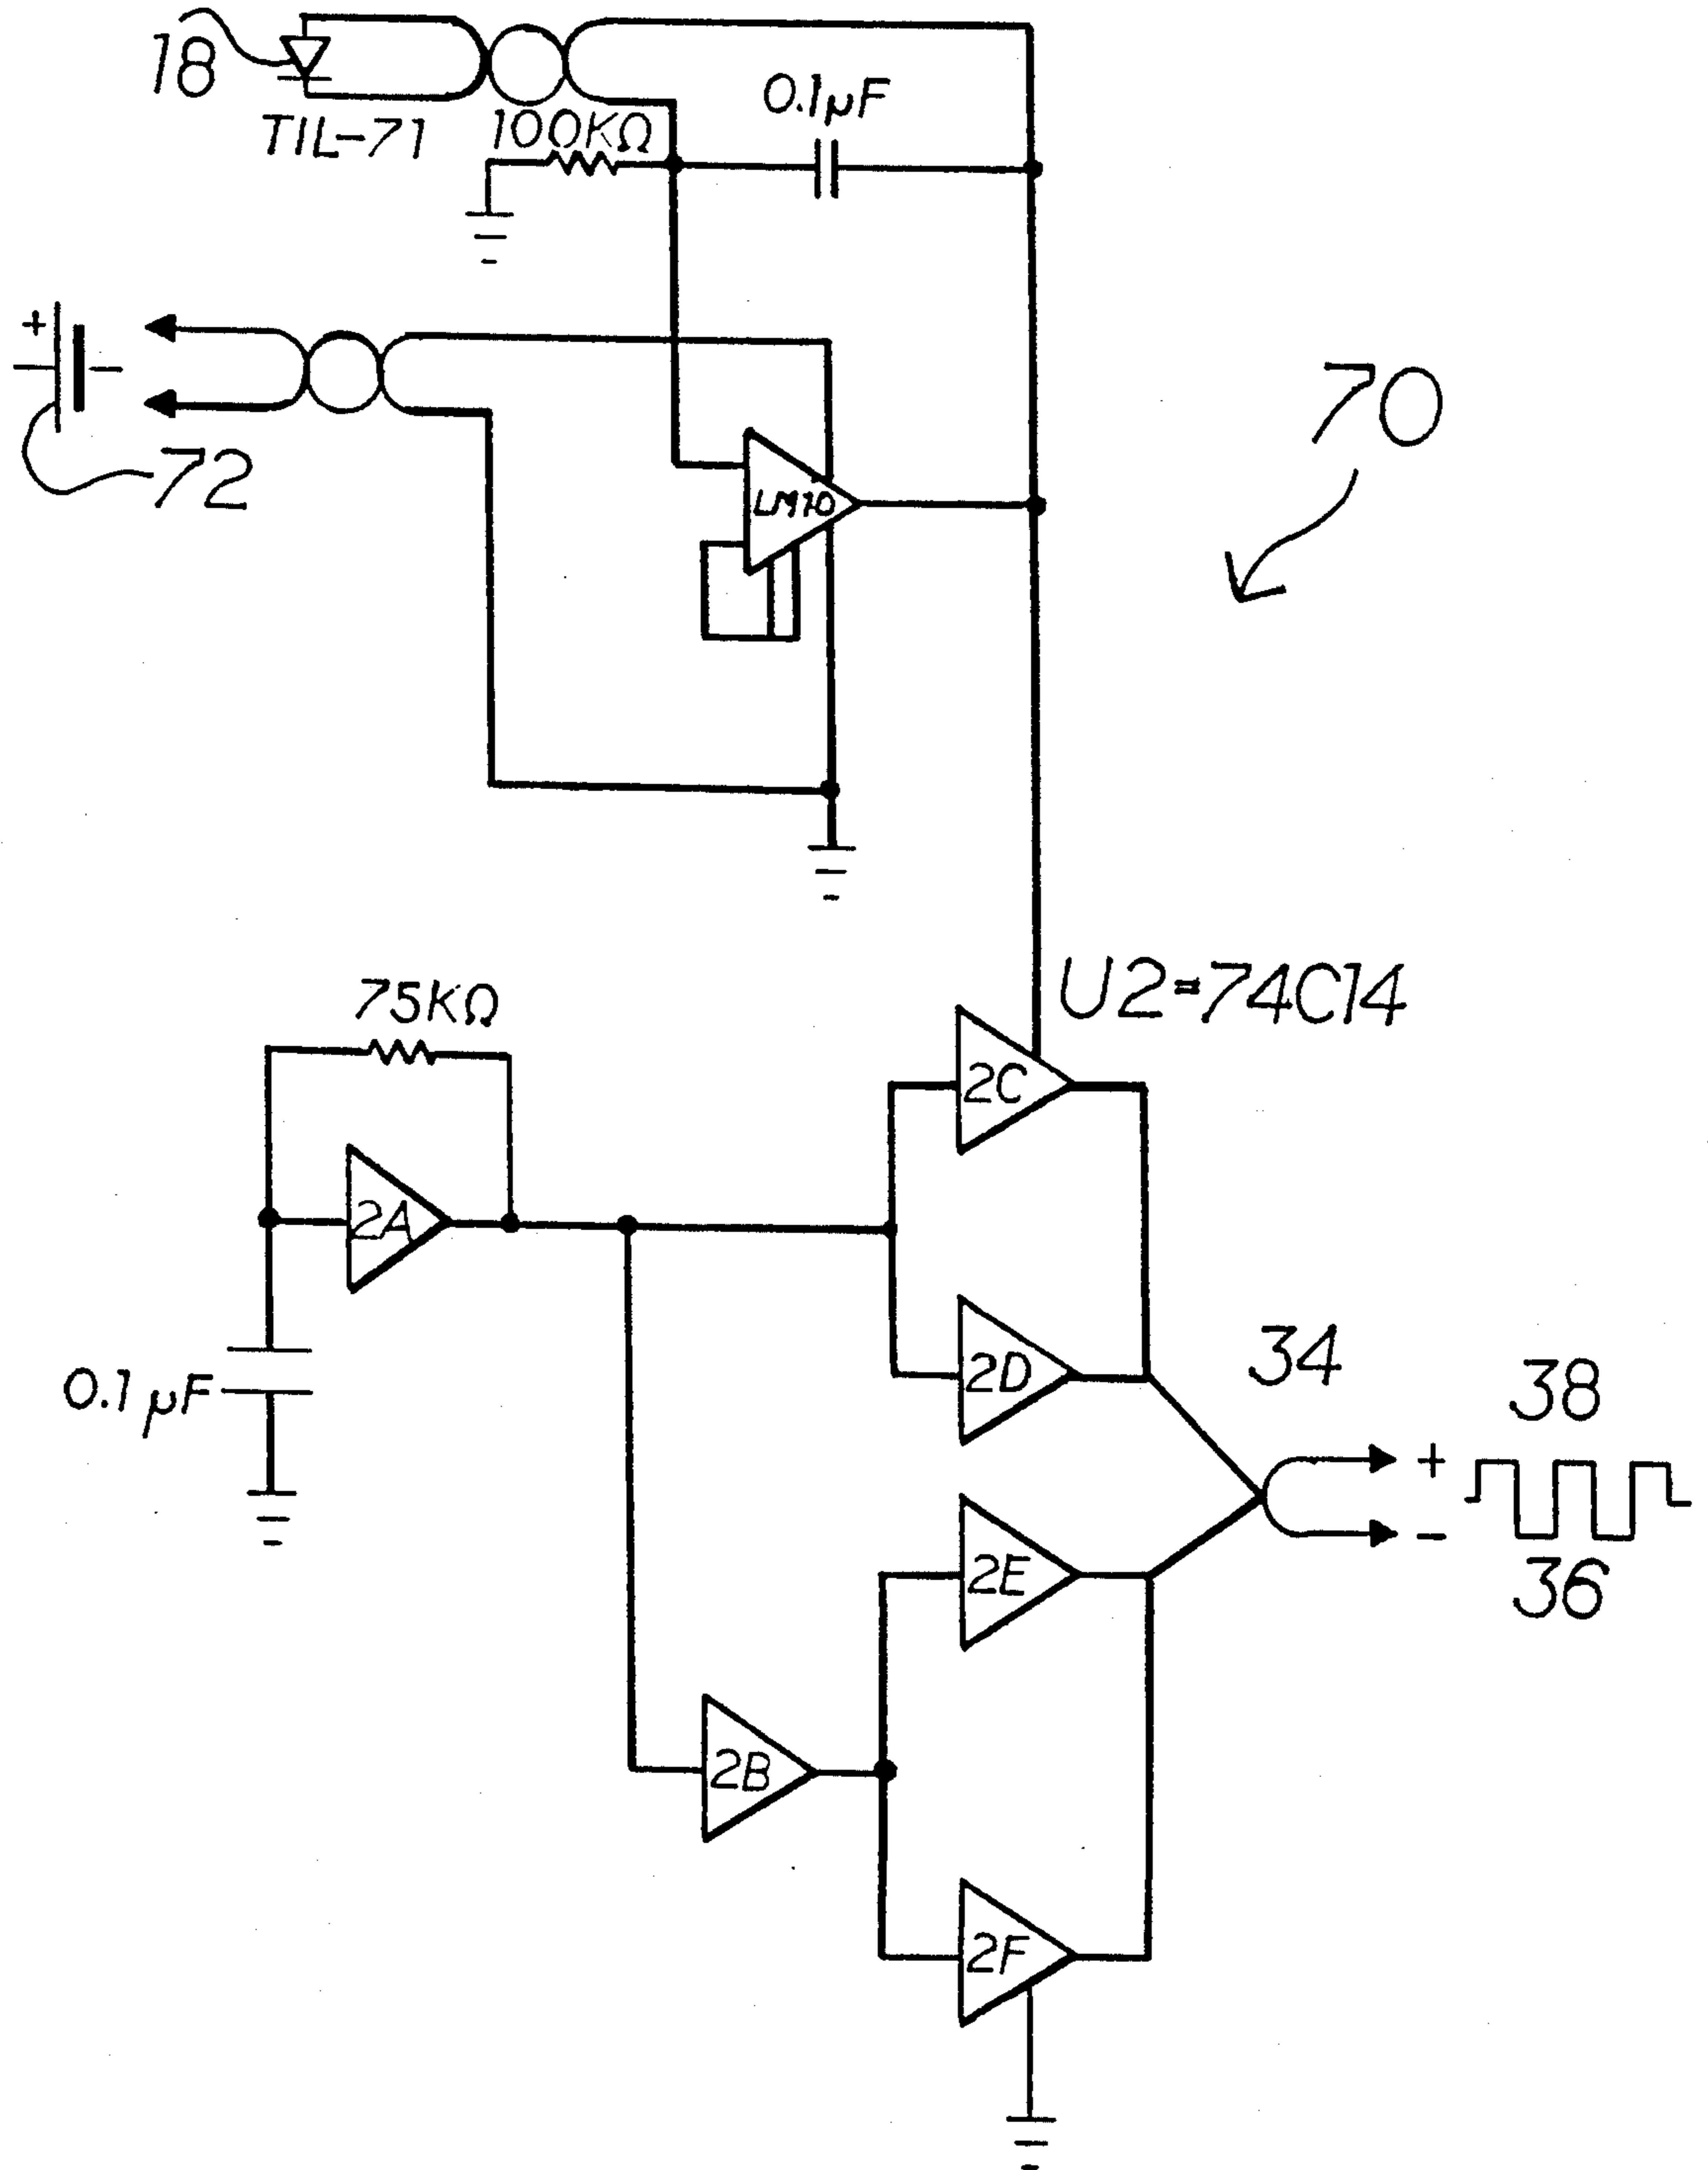 18
TIL-71
100KΩ
0.1μF
+
-
72
LM10
70
U2=74C14
75KΩ
2C
2A
0.1μF
2D
34
38
+
-
36
2E
2B
2F